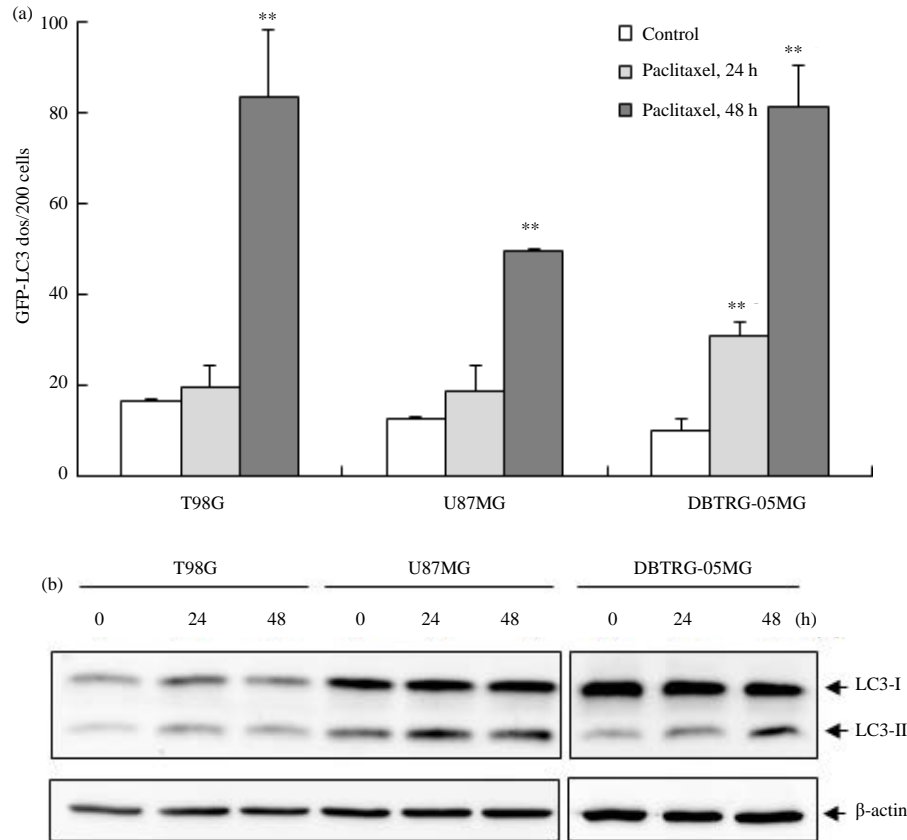 (a)
100
80
60
40
20
0
GFP-LC3 dos/200 cells
Control
Paclitaxel, 24 h
Paclitaxel, 48 h
**
**
**
**
T98G U87MG DBTRG-05MG
(b)
T98G U87MG DBTRG-05MG
0 24 48 0 24 48 0 24 48 (h)
LC3-I
LC3-II
β-actin